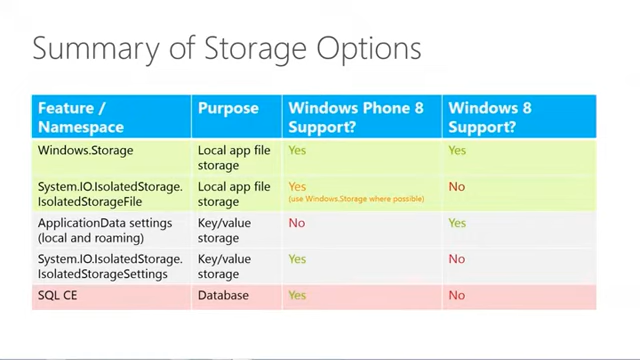 Summary of Storage Options
Feature / Namespace Purpose Windows Phone 8 Support? Windows 8 Support?
Windows.Storage Local app file storage Yes Yes
System.IO.IsolatedStorage.IsolatedStorageFile Local app file storage Yes (use Windows.Storage where possible) No
ApplicationData settings (local and roaming) Key/value storage No Yes
System.IO.IsolatedStorage.IsolatedStorageSettings Key/value storage Yes No
SQL CE Database Yes No